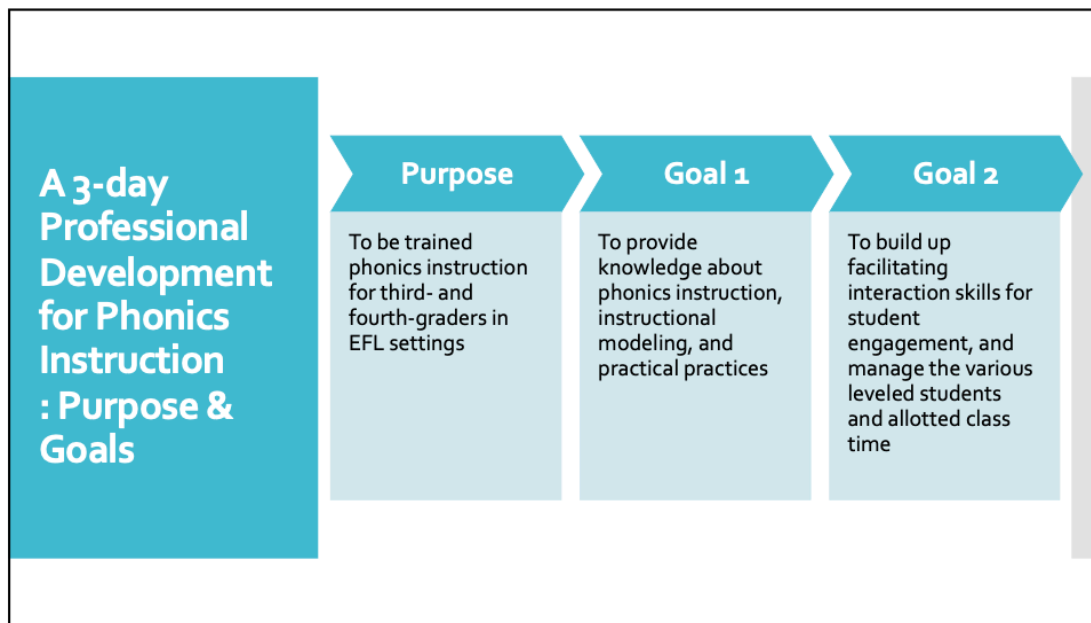 A 3-day
Professional
Development
for Phonics
Instruction
: Purpose &
Goals
Purpose
To be trained
phonics instruction
for third- and
fourth-graders in
EFL settings
Goal 1
To provide
knowledge about
phonics instruction,
instructional
modeling, and
practical practices
Goal 2
To build up
facilitating
interaction skills for
student
engagement, and
manage the various
leveled students
and allotted class
time